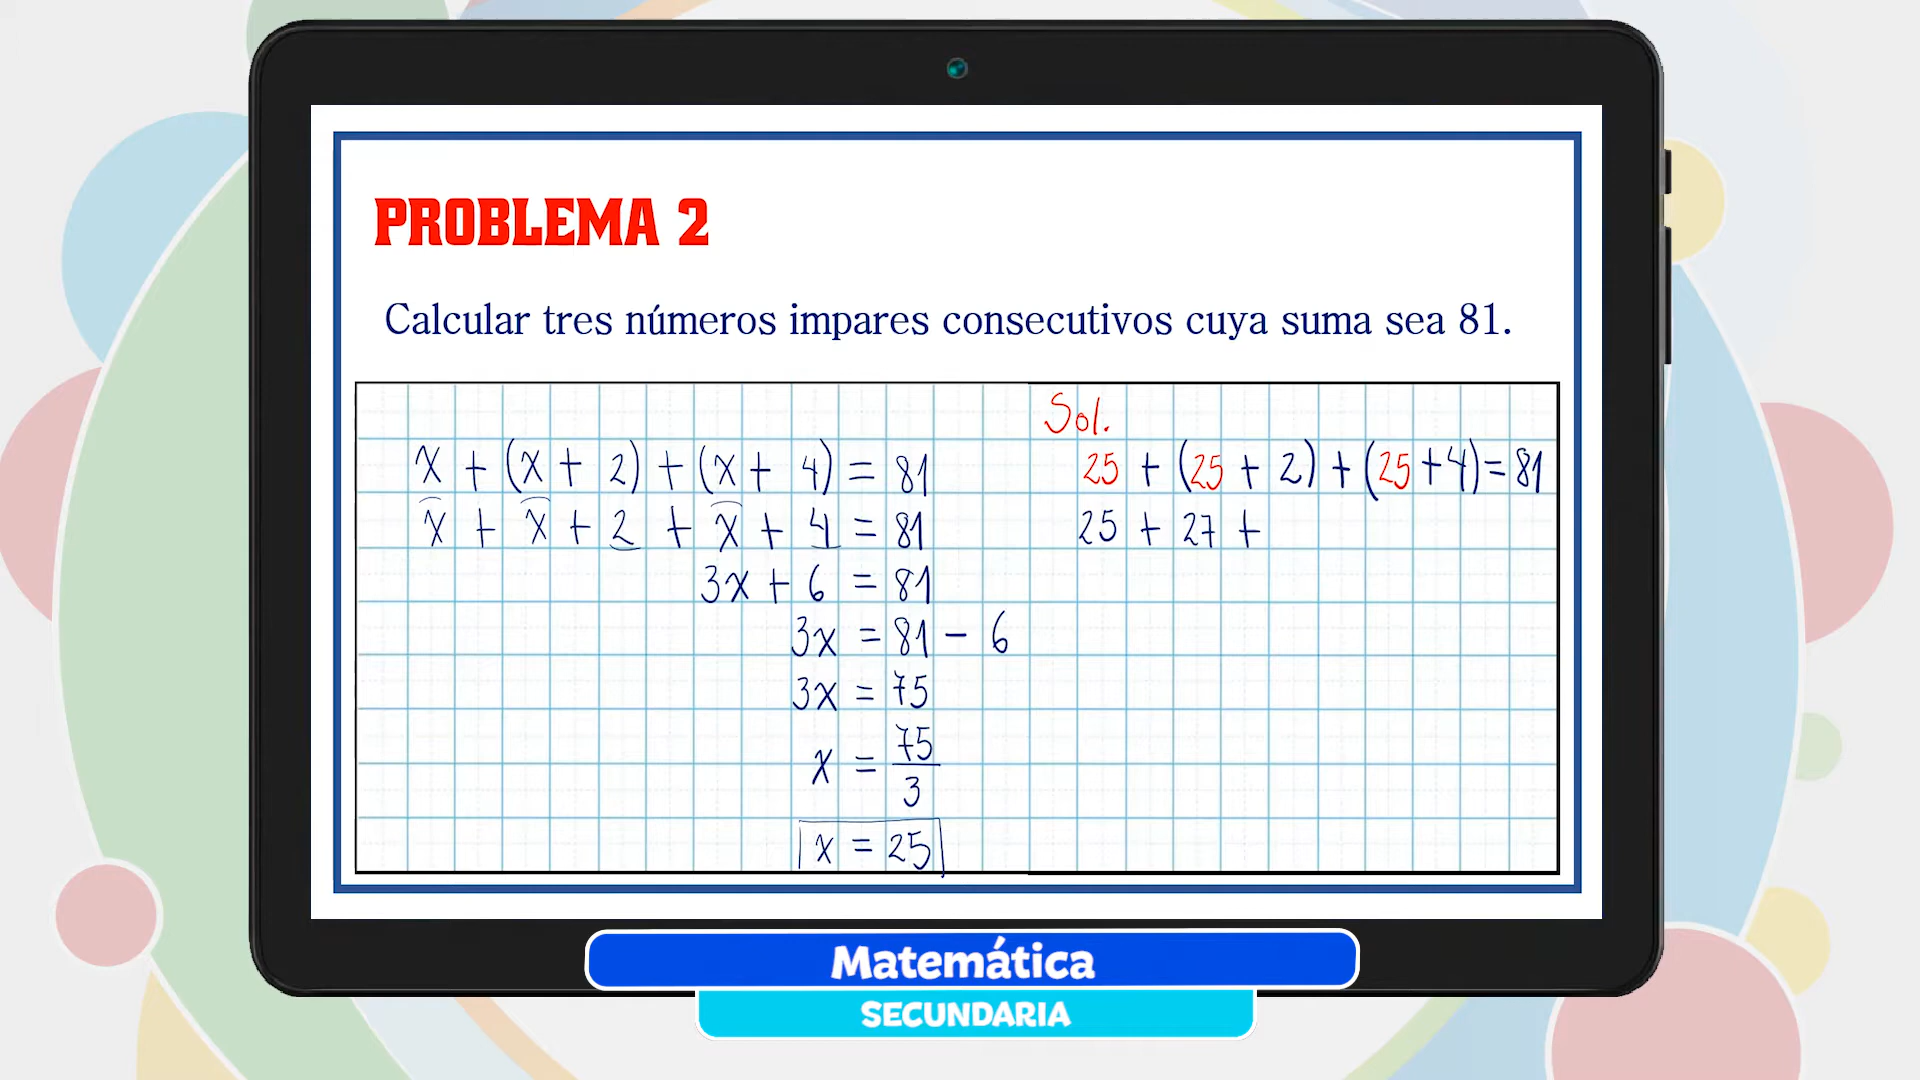 PROBLEMA 2
Calcular tres números impares consecutivos cuya suma sea 81.
x + (x + 2) + (x + 4) = 81
x + x + 2 + x + 4 = 81
3x + 6 = 81
3x = 81 - 6
3x = 75
x = 75/3
x = 25
Sol.
25 + (25 + 2) + (25 + 4) = 81
25 + 27 +
Matemática
SECUNDARIA